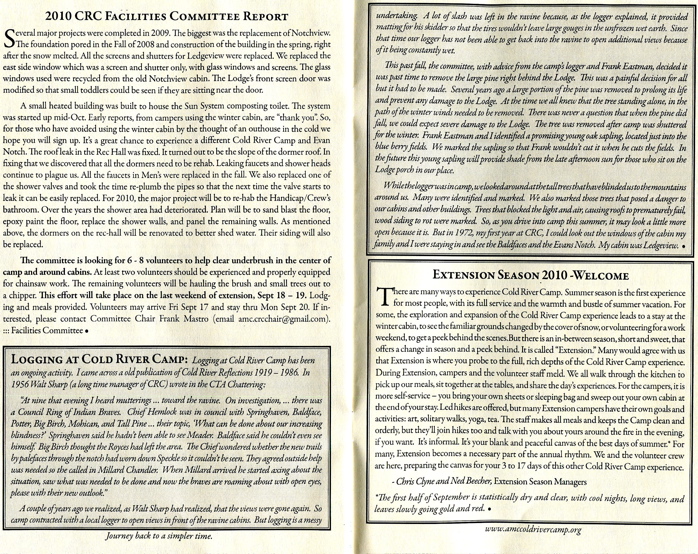 2010 CRC Facilities Committee Report
Several major projects were completed in 2009. The biggest was the replacement of Notchview.
The foundation pored in the Fall of 2008 and construction of the building in the spring, right
after the snow melted. All the screens and shutters for Ledgeview were replaced. We replaced the
east side window which was a screen and shutter only, with glass windows and screens. The glass
windows used were recycled from the old Notchview cabin. The Lodge's front screen door was
modified so that small toddlers could be seen if they are sitting near the door.
A small heated building was built to house the Sun System composting toilet. The system
was started up mid-Oct. Early reports, from campers using the winter cabin, are "thank you". So,
for those who avoided using the winter cabin by the thought of an outhouse in the cold we
hope you will sign up. It's a great chance to experience a different Cold River Camp and Evan
Notch. The roof leak in the Rec Hall was fixed. It turned out to be the slope of the dormer roof. In
fixing that we discovered that all the dormers need to be rehab. Leaking faucets and shower heads
continue to plague us. All the faucets in Men's were replaced in the fall. We also replaced one
of the shower valves and took the time re-plumb the pipes so that the next time the valve starts to
leak it can be easily replaced. For 2010, the major project will be to re-hab the Handicap/Crew's
bathroom. Over the years the shower area had deteriorated. Plan will be to sand blast the floor,
epoxy paint the floor, replace the shower walls, and panel the remaining walls. As mentioned
above, the dormers on the rec-hall will be renovated to better shed water. Their siding will also
be replaced.
The committee is looking for 6 - 8 volunteers to help clear underbrush in the center of
camp and around cabins. At least two volunteers should be experienced and properly equipped
for chainsaw work. The remaining volunteers will be hauling the brush and small trees out to
a chipper. This effort will take place on the last weekend of extension, Sept 18 – 19. Lodg-
ing and meals provided. Volunteers may arrive Fri Sept 17 and stay thru Mon Sept 20. If in-
terested, please contact Committee Chair Frank Mastro (email amc.crcchair@gmail.com).
::: Facilities Committee •
Logging at Cold River Camp: Logging at Cold River Camp has been
an ongoing activity. I came across a old publication of Cold River Reflections 1919 – 1986. In
1956 Walt Sharp (a long time manager of CRC) wrote in the CTA Chattering:
"At nine that evening I heard mutterings ... toward the ravine. On investigation, ... there was
a Council Ring of Indian Braves. Chief Hemlock was in council with Springhaven, Baldface,
Potter, Big Birch, Mohican, and Tall Pine ... their topic, 'What can be done about our increasing
blindness?' Springhaven said he hadn't been able to see Meader. Baldface said he couldn't even see
himself. Big Birch thought the Royces had left the area. The Chief wondered whether the new trails
by palefaces through the notch had worn down Speckle so it couldn't be seen. They agreed outside help
was needed so the called in Millard Chandler. When Millard arrived he started axing about the
situation, saw what was needed to be done and now the braves are roaming about with open eyes,
please with their new outlook."
A couple of years ago we realized, as Walt Sharp had realized, that the views were gone again. So
camp contracted with a local logger to open views in front of the ravine cabins. But logging is a messy
Journey back to a simpler time.
undertaking. A lot of slash was left in the ravine because, as the logger explained, it provided
matting for his skidder so that the tires wouldn't leave large gouges in the unfrozen wet earth. Since
that time our logger has not been able to get back into the ravine to open additional views because
of it being constantly wet.
This past fall, the committee, with advice from the camp's logger and Frank Eastman, decided it
was past time to remove the large pine right behind the Lodge. This was a painful decision for all
but it had to be made. Several years ago a large portion of the pine was removed to prolong its life
and prevent any damage to the Lodge. At the time we all knew that the tree standing alone, in the
path of the winter winds needed to be removed. There was never a question that when the pine did
fall, we could expect severe damage to the Lodge. The tree was removed after camp was shuttered
for the winter. Frank Eastman and I identified a promising young oak sapling, located just outside the
blue berry fields. We marked the sapling so that Frank wouldn't cut it when he cuts the fields. In
the future this young sapling will provide shade from the late afternoon sun for those who sit on the
Lodge porch in our place.
While the logger was in camp, we looked around at the tall trees that have blinded us to the mountains
around us. Many were identified and marked. We also marked those trees that posed a danger to
our cabins and other buildings. Trees that blocked the light and air, causing roofs to prematurely fail,
wood siding to rot were marked. So, as you drive into camp this summer, it may look a little more
open because it is. But in 1972, my first year at CRC, I could look out the windows of the cabin my
family and I were staying in and see the Baldfaces and the Evans Notch. My cabin was Ledgeview. •
Extension Season 2010 -Welcome
There are many ways to experience Cold River Camp. Summer season is the first experience
for most people, with its full service and the warmth and bustle of summer vacation. For
some, the exploration and expansion of the Cold River Camp experience leads to a stay at the
winter cabin, to see the familiar grounds changed by the cover of snow, or volunteering for a work
weekend, to get a peek behind the scenes. But there is an in-between season, short and sweet, that
offers a change in season and a peek behind. It is called "Extension." Many would agree with us
that Extension is where you probe to the full, rich depths of the Cold River Camp experience.
During Extension, campers and the volunteer staff meld. We all walk through the kitchen to
pick up our meals, sit together at the tables, and share the day's experiences. For the campers, it is
more self-service – you bring your own sheets or sleeping bag and sweep out your own cabin at
the end of your stay. Led hikes are offered, but many Extension campers have their own goals and
activities: art, solitary walks, yoga, tea. The staff makes all meals and keeps the Camp clean and
orderly, but they'll join hikes too and talk with you about yours around the fire in the evening,
if you want. It's informal. It's your blank and peaceful canvas of the best days of summer.* For
many, Extension becomes a necessary part of the annual rhythm. We and the volunteer crew
are here, preparing the canvas for your 3 to 17 days of this other Cold River Camp experience.
- Chris Clyne and Ned Beecher, Extension Season Managers
*The first half of September is statistically dry and clear, with cool nights, long views, and
leaves slowly going gold and red. •
www.amccoldrivercamp.org